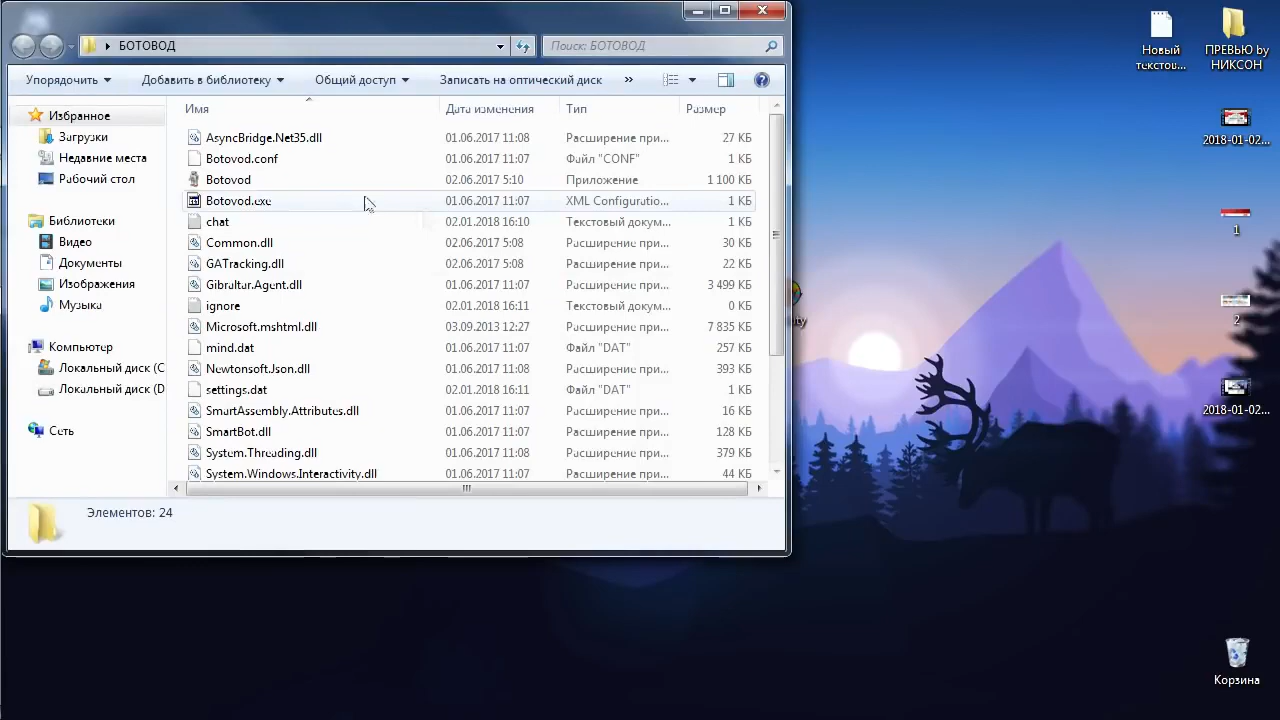 БОТОВОД
Поиск: БОТОВОД
Упорядочить Добавить в библиотеку Общий доступ Записать на оптический диск »
Имя Дата изменения Тип Размер
Избранное
Загрузки
Недавние места
Рабочий стол
Библиотеки
Видео
Документы
Изображения
Музыка
Компьютер
Локальный диск (C
Локальный диск (D
Сеть
AsyncBridge.Net35.dll 01.06.2017 11:08 Расширение при... 27 КБ
Botovod.conf 01.06.2017 11:07 Файл "CONF" 1 КБ
Botovod 02.06.2017 5:10 Приложение 1 100 КБ
Botovod.exe 01.06.2017 11:07 XML Configuratio... 1 КБ
chat 02.01.2018 16:10 Текстовый докум... 1 КБ
Common.dll 02.06.2017 5:08 Расширение при... 30 КБ
GATracking.dll 02.06.2017 5:08 Расширение при... 22 КБ
Gibraltar.Agent.dll 01.06.2017 11:07 Расширение при... 3 499 КБ
ignore 02.01.2018 16:11 Текстовый докум... 0 КБ
Microsoft.mshtml.dll 03.09.2013 12:27 Расширение при... 7 835 КБ
mind.dat 01.06.2017 11:07 Файл "DAT" 257 КБ
Newtonsoft.Json.dll 01.06.2017 11:08 Расширение при... 393 КБ
settings.dat 02.01.2018 16:11 Файл "DAT" 1 КБ
SmartAssembly.Attributes.dll 01.06.2017 11:07 Расширение при... 16 КБ
SmartBot.dll 01.06.2017 11:07 Расширение при... 128 КБ
System.Threading.dll 01.06.2017 11:08 Расширение при... 379 КБ
System.Windows.Interactivity.dll 01.06.2017 11:07 Расширение при... 44 КБ
Элементов: 24
Новый
текстов...
ПРЕВЬЮ by
НИКСОН
2018-01-02...
1
2
2018-01-02...
Корзина